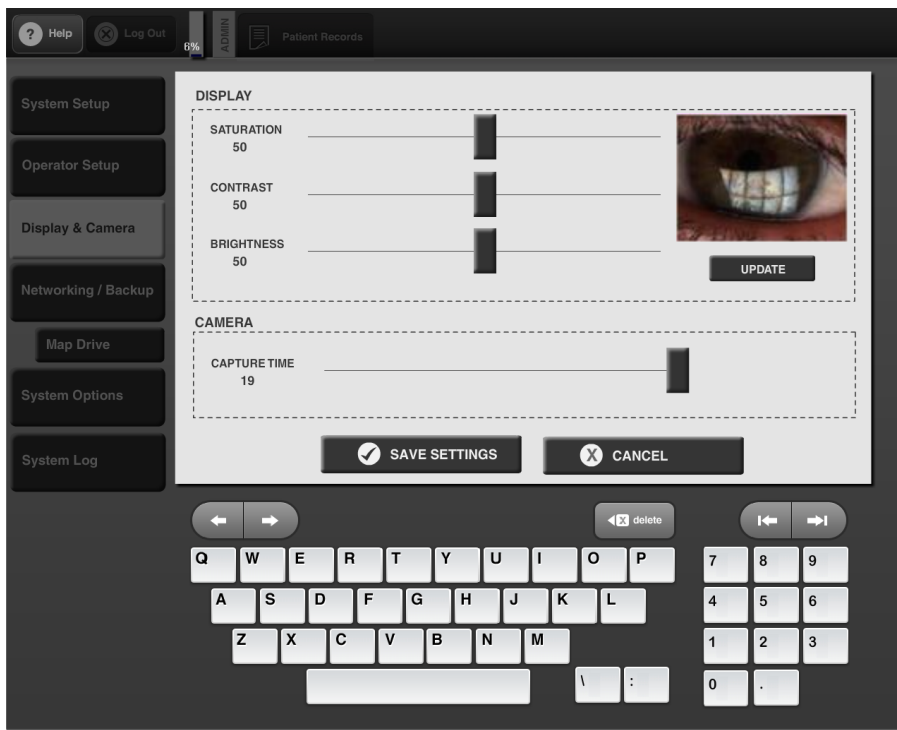 ? Help
X Log Out
6%
ADMIN
Patient Records
System Setup
Operator Setup
Display & Camera
Networking / Backup
Map Drive
System Options
System Log
DISPLAY
SATURATION
50
CONTRAST
50
BRIGHTNESS
50
UPDATE
CAMERA
CAPTURE TIME
19
SAVE SETTINGS
X CANCEL
X delete
Q W E R T Y U I O P
7 8 9
A S D F G H J K L
4 5 6
Z X C V B N M
1 2 3
\ :
0 .